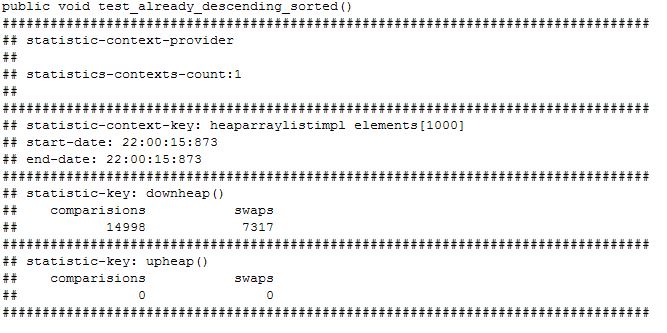 public void test_already_descending_sorted()
################################################################################
## statistic-context-provider
##
## statistics-contexts-count:1
##
################################################################################
## statistic-context-key: heaparraylistimpl elements[1000]
## start-date: 22:00:15:873
## end-date: 22:00:15:873
################################################################################
## statistic-key: downheap()
##    comparisions           swaps
##           14998            7317
################################################################################
## statistic-key: upheap()
##    comparisions           swaps
##               0               0
################################################################################